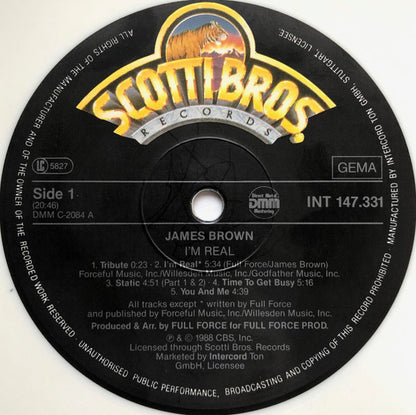 SCOTTI BROS.
RECORDS
LC 5827
GEMA
Side 1
(20:46)
DMM C-2084 A
Direct Metal
DMM
Mastering
INT 147.331
JAMES BROWN
I'M REAL
1. Tribute 0:23 - 2. I'm Real* 5:34 (Full Force/James Brown)
Forceful Music, Inc./Willesden Music, Inc./Godfather Music, Inc.
3. Static 4:51 (Part 1 & 2) - 4. Time To Get Busy 5:16
5. You And Me 4:39
All tracks except * written by Full Force
and published by Forceful Music, Inc./Willesden Music, Inc.
Produced & Arr. by FULL FORCE for FULL FORCE PROD.
℗ & © 1988 CBS, Inc.
Licensed through Scotti Bros. Records
Marketed by Intercord Ton
GmbH, Licensee
ALL RIGHTS OF THE MANUFACTURER AND OF THE OWNER OF THE RECORDED WORK RESERVED
UNAUTHORISED PUBLIC PERFORMANCE, BROADCASTING AND COPYING OF THIS RECORD PROHIBITED
MANUFACTURED BY INTERCORD TON GMBH, STUTTGART, LICENSEE.